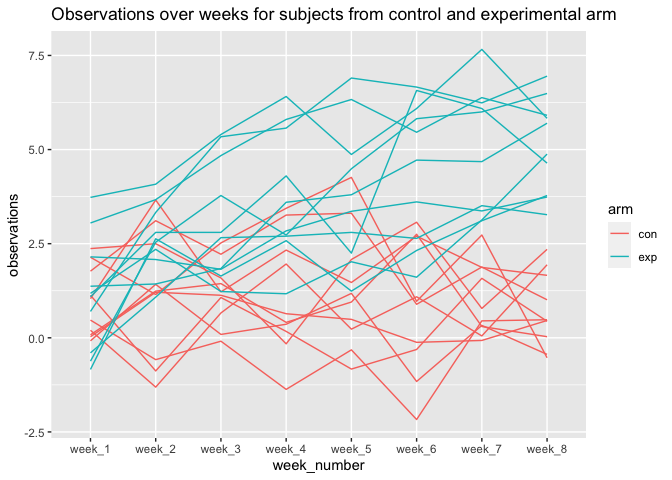 Observations over weeks for subjects from control and experimental arm
7.5
5.0
2.5
0.0
-2.5
observations
week_1 week_2 week_3 week_4 week_5 week_6 week_7 week_8
week_number
arm
con
exp